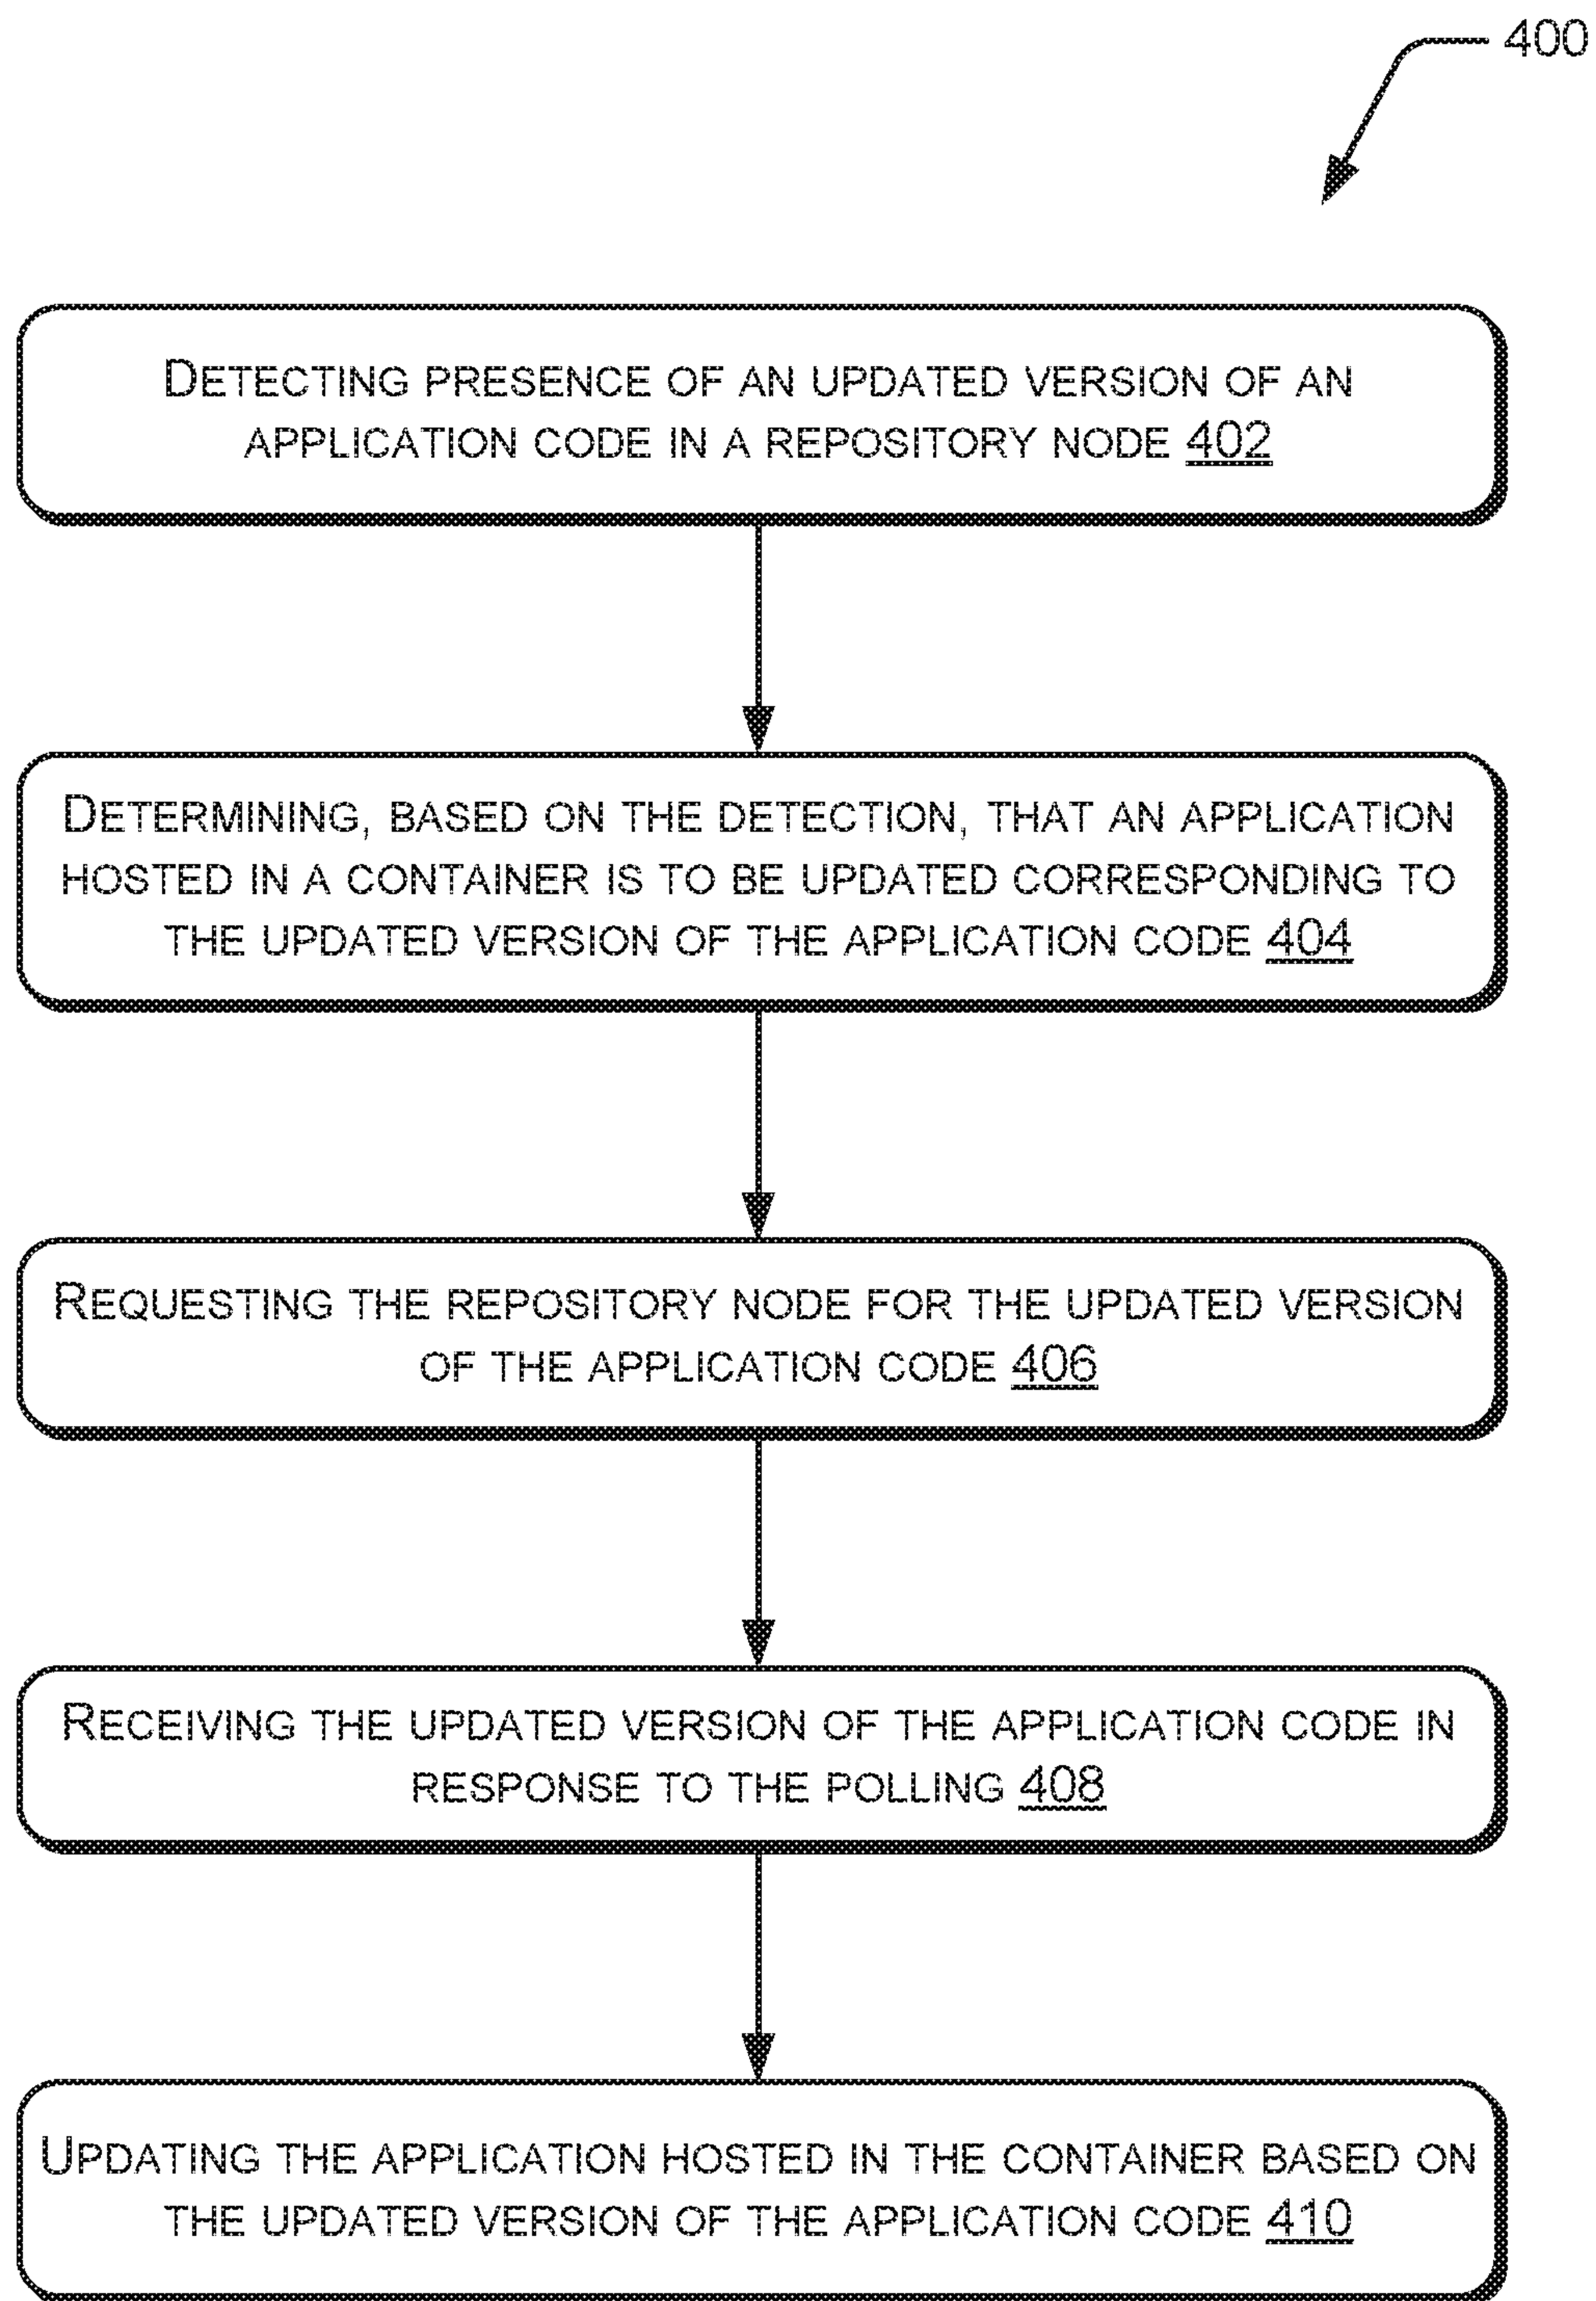 400
DETECTING PRESENCE OF AN UPDATED VERSION OF AN
APPLICATION CODE IN A REPOSITORY NODE 402
DETERMINING, BASED ON THE DETECTION, THAT AN APPLICATION
HOSTED IN A CONTAINER IS TO BE UPDATED CORRESPONDING TO
THE UPDATED VERSION OF THE APPLICATION CODE 404
REQUESTING THE REPOSITORY NODE FOR THE UPDATED VERSION
OF THE APPLICATION CODE 406
RECEIVING THE UPDATED VERSION OF THE APPLICATION CODE IN
RESPONSE TO THE POLLING 408
UPDATING THE APPLICATION HOSTED IN THE CONTAINER BASED ON
THE UPDATED VERSION OF THE APPLICATION CODE 410